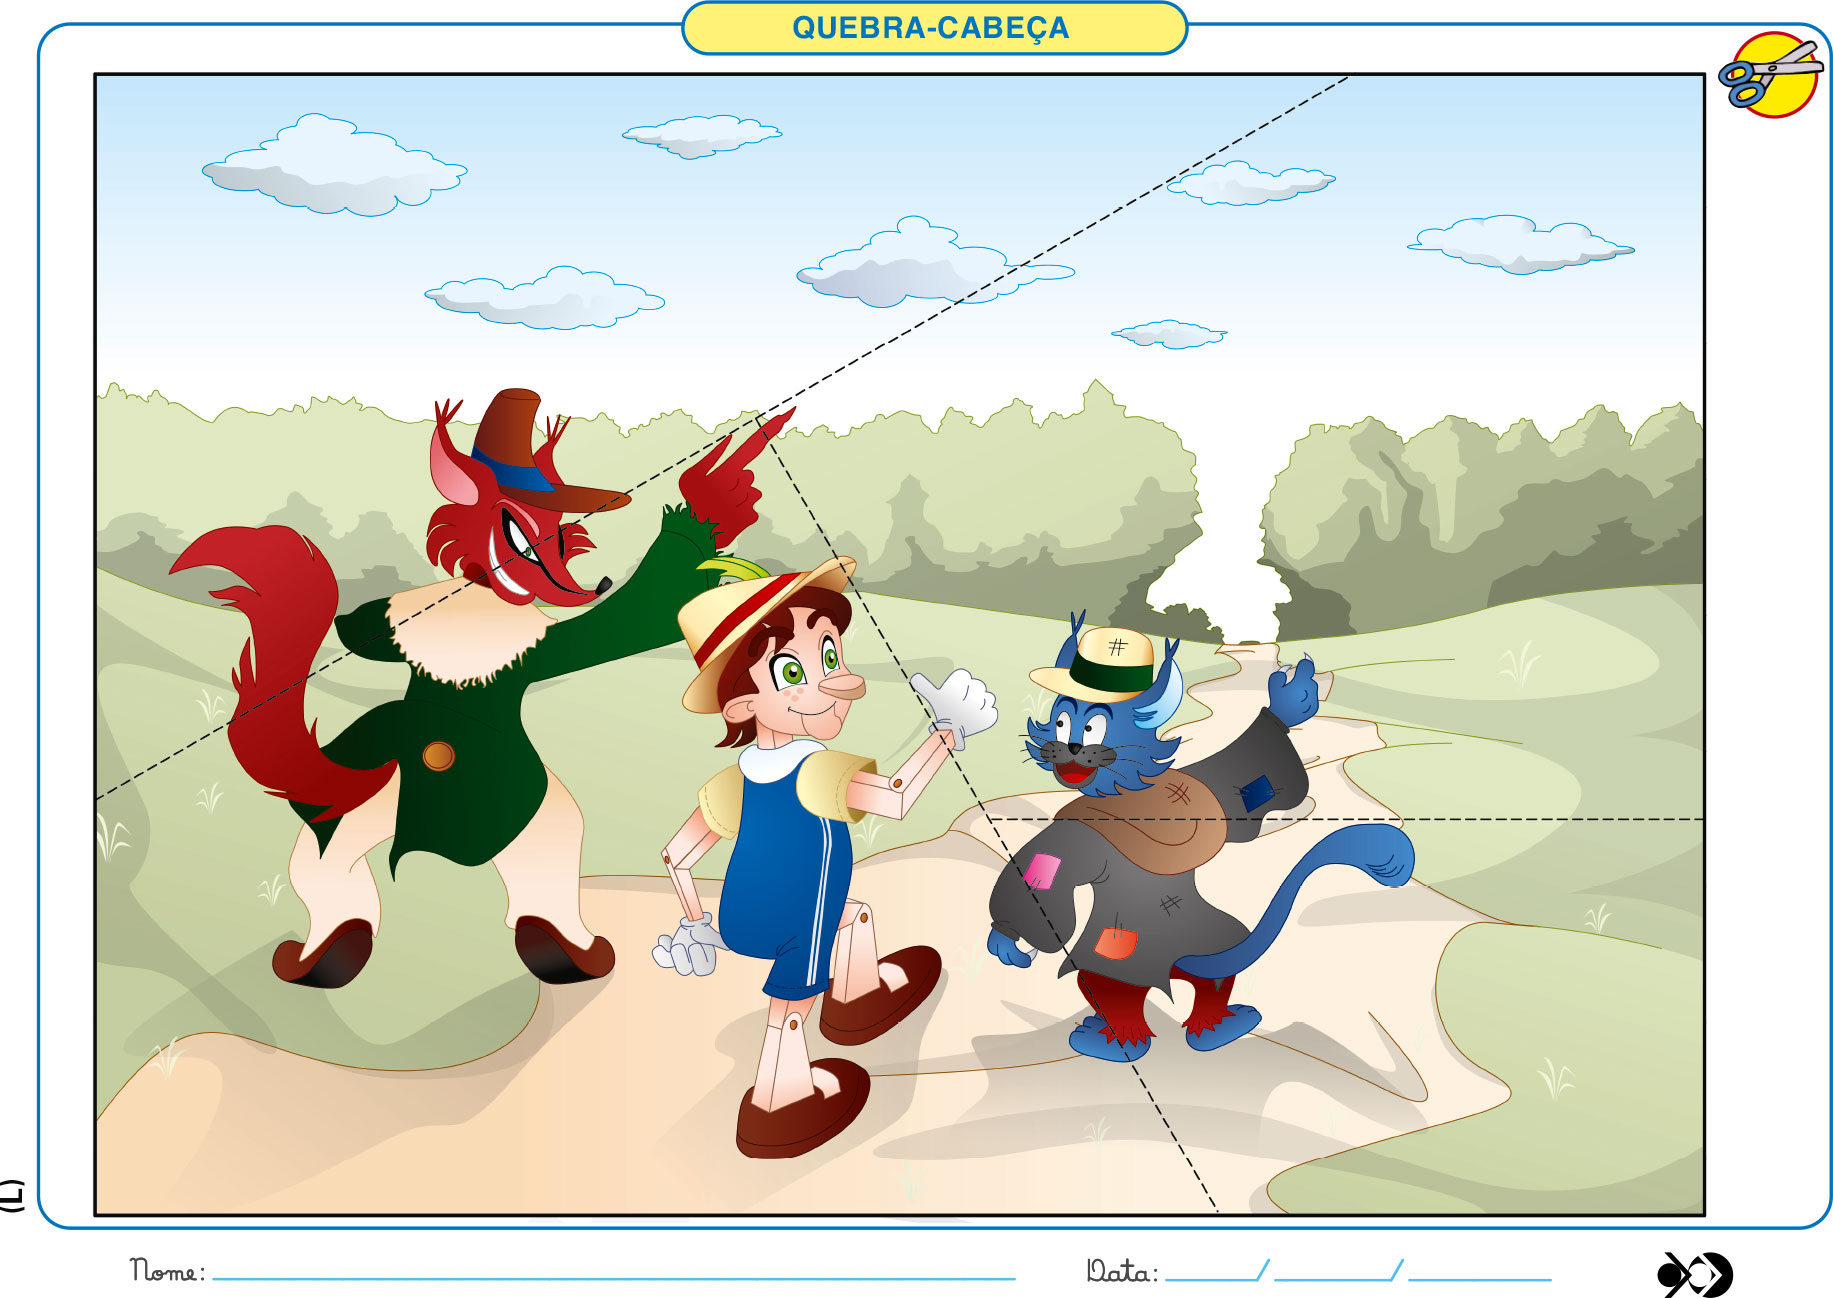 QUEBRA-CABEÇA
(L)
Nome:
Data: / /